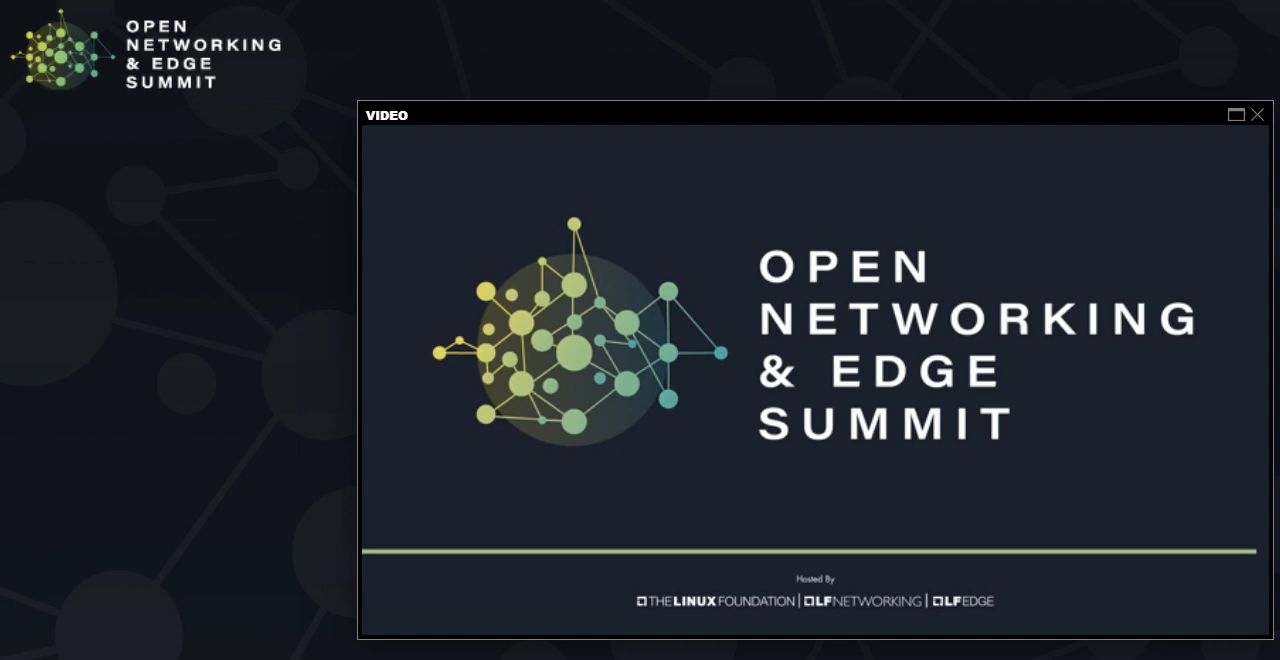 OPEN
NETWORKING
& EDGE
SUMMIT
VIDEO
OPEN
NETWORKING
& EDGE
SUMMIT
Hosted By
THE LINUX FOUNDATION | LF NETWORKING | LF EDGE